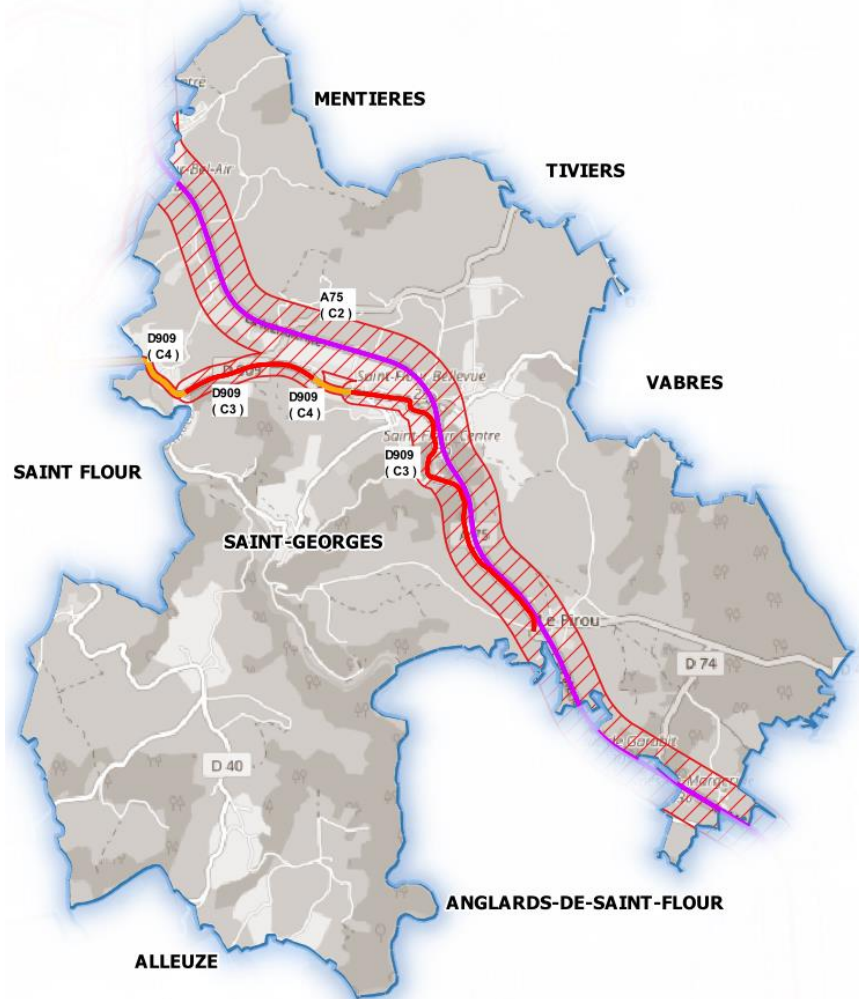 MENTIERES
TIVIERS
A75
( C2 )
D909
( C4 )
VABRES
D909
( C3 )
D909
( C4 )
Saint-Flour Bellevue
Saint-Flour Centre
D909
( C3 )
SAINT FLOUR
SAINT-GEORGES
A 75
Le Pirou
D 74
D 40
ANGLARDS-DE-SAINT-FLOUR
ALLEUZE